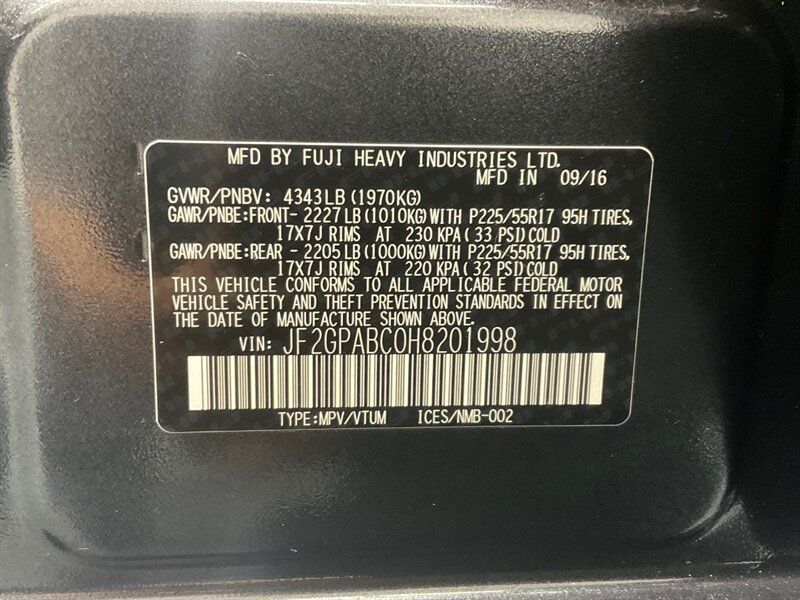 MFD BY FUJI HEAVY INDUSTRIES LTD.
MFD IN 09/16
GVWR/PNBV: 4343LB (1970KG)
GAWR/PNBE:FRONT- 2227 LB (1010KG) WITH P225/55R17 95H TIRES,
17X7J RIMS AT 230 KPA ( 33 PSI) COLD
GAWR/PNBE:REAR - 2205 LB (1000KG) WITH P225/55R17 95H TIRES,
17X7J RIMS AT 220 KPA ( 32 PSI) COLD
THIS VEHICLE CONFORMS TO ALL APPLICABLE FEDERAL MOTOR
VEHICLE SAFETY AND THEFT PREVENTION STANDARDS IN EFFECT ON
THE DATE OF MANUFACTURE SHOWN ABOVE.
VIN: JF2GPABC0H8201998
TYPE:MPV/VTUM ICES/NMB-002